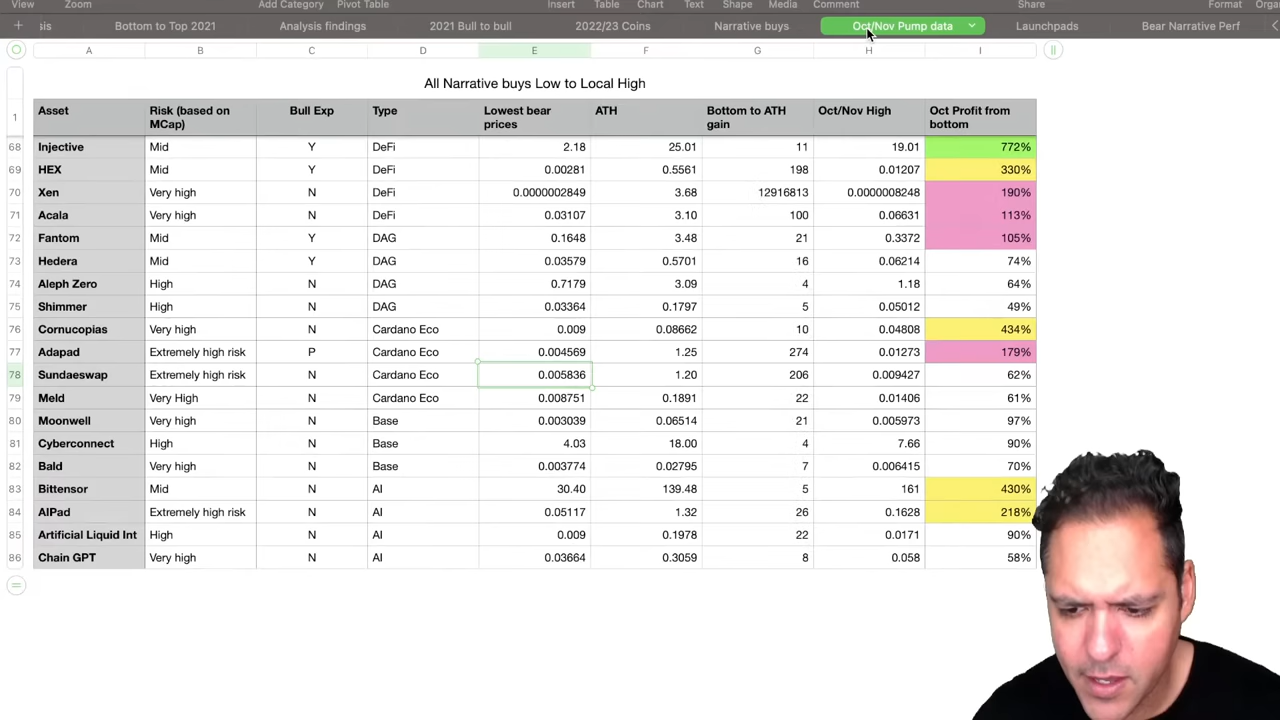 View Zoom Add Category Pivot Table Insert Table Chart Text Shape Media Comment Share Format
Bottom to Top 2021 Analysis findings 2021 Bull to bull 2022/23 Coins Narrative buys Oct/Nov Pump data Launchpads Bear Narrative Perf
A B C D E F G H I
All Narrative buys Low to Local High
1 Asset Risk (based on MCap) Bull Exp Type Lowest bear prices ATH Bottom to ATH gain Oct/Nov High Oct Profit from bottom
68 Injective Mid Y DeFi 2.18 25.01 11 19.01 772%
69 HEX Mid Y DeFi 0.00281 0.5561 198 0.01207 330%
70 Xen Very high N DeFi 0.0000002849 3.68 12916813 0.0000008248 190%
71 Acala Very high N DeFi 0.03107 3.10 100 0.06631 113%
72 Fantom Mid Y DAG 0.1648 3.48 21 0.3372 105%
73 Hedera Mid Y DAG 0.03579 0.5701 16 0.06214 74%
74 Aleph Zero High N DAG 0.7179 3.09 4 1.18 64%
75 Shimmer High N DAG 0.03364 0.1797 5 0.05012 49%
76 Cornucopias Very high N Cardano Eco 0.009 0.08662 10 0.04808 434%
77 Adapad Extremely high risk P Cardano Eco 0.004569 1.25 274 0.01273 179%
78 Sundaeswap Extremely high risk N Cardano Eco 0.005836 1.20 206 0.009427 62%
79 Meld Very High N Cardano Eco 0.008751 0.1891 22 0.01406 61%
80 Moonwell Very high N Base 0.003039 0.06514 21 0.005973 97%
81 Cyberconnect High N Base 4.03 18.00 4 7.66 90%
82 Bald Very high N Base 0.003774 0.02795 7 0.006415 70%
83 Bittensor Mid N AI 30.40 139.48 5 161 430%
84 AIPad Extremely high risk N AI 0.05117 1.32 26 0.1628 218%
85 Artificial Liquid Int High N AI 0.009 0.1978 22 0.0171 90%
86 Chain GPT Very high N AI 0.03664 0.3059 8 0.058 58%